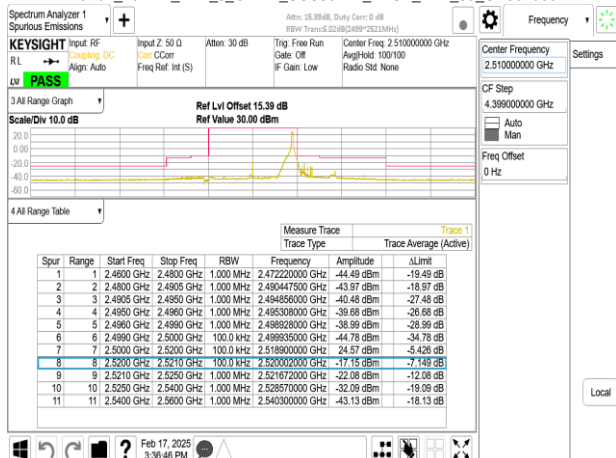 Spectrum Analyzer 1
Spurious Emissions
Attn: 15.39dB, Duty Corr: 0 dB
RBW Trans:6.02dB(2499~2521MHz)
Frequency
KEYSIGHT
RL
LXI
PASS
Input: RF
Coupling: DC
Align: Auto
Input Z: 50 Ω
Corr CCorr
Freq Ref: Int (S)
Atten: 30 dB
Trig: Free Run
Gate: Off
IF Gain: Low
Center Freq: 2.510000000 GHz
Avg|Hold: 100/100
Radio Std: None
Center Frequency
2.510000000 GHz
Settings
CF Step
4.399000000 GHz
Auto
Man
Freq Offset
0 Hz
Local
3 All Range Graph
Scale/Div 10.0 dB
Ref Lvl Offset 15.39 dB
Ref Value 30.00 dBm
20.0
0.00
-20.0
-40.0
-60.0
4 All Range Table
Measure Trace Trace 1
Trace Type Trace Average (Active)
Spur Range Start Freq Stop Freq RBW Frequency Amplitude ΔLimit
1 1 2.4600 GHz 2.4800 GHz 1.000 MHz 2.472220000 GHz -44.49 dBm -19.49 dB
2 2 2.4800 GHz 2.4905 GHz 1.000 MHz 2.490447500 GHz -43.97 dBm -18.97 dB
3 3 2.4905 GHz 2.4950 GHz 1.000 MHz 2.494856000 GHz -40.48 dBm -27.48 dB
4 4 2.4950 GHz 2.4960 GHz 1.000 MHz 2.495308000 GHz -39.68 dBm -26.68 dB
5 5 2.4960 GHz 2.4990 GHz 1.000 MHz 2.498928000 GHz -38.99 dBm -28.99 dB
6 6 2.4990 GHz 2.5000 GHz 100.0 kHz 2.499935000 GHz -44.78 dBm -34.78 dB
7 7 2.5000 GHz 2.5200 GHz 100.0 kHz 2.518900000 GHz 24.57 dBm -5.426 dB
8 8 2.5200 GHz 2.5210 GHz 100.0 kHz 2.520002000 GHz -17.15 dBm -7.149 dB
9 9 2.5210 GHz 2.5250 GHz 1.000 MHz 2.521672000 GHz -22.08 dBm -12.08 dB
10 10 2.5250 GHz 2.5400 GHz 1.000 MHz 2.528570000 GHz -32.09 dBm -19.09 dB
11 11 2.5400 GHz 2.5600 GHz 1.000 MHz 2.540300000 GHz -43.13 dBm -18.13 dB
Feb 17, 2025
3:36:46 PM